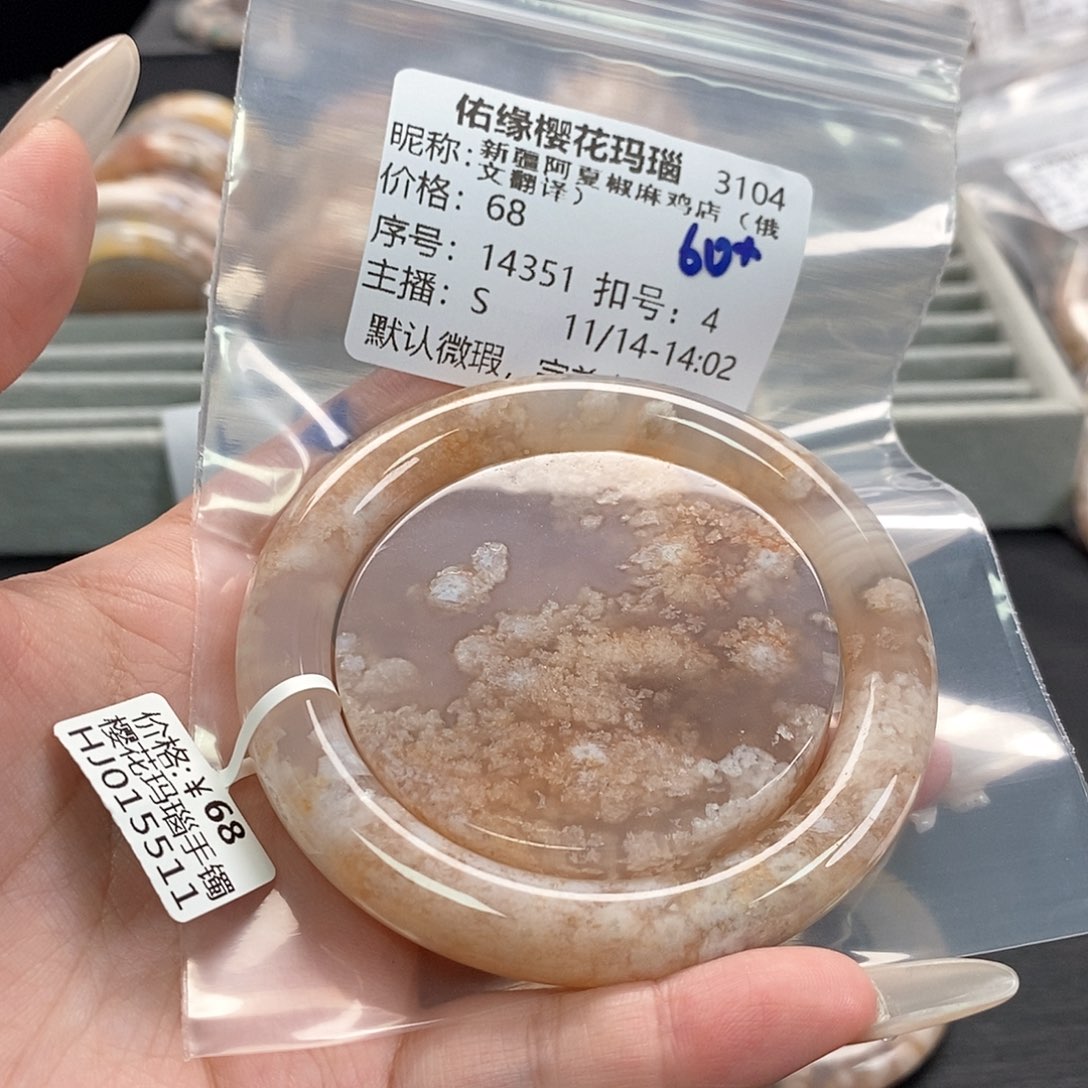 佑缘樱花玛瑙 3104
昵称：新疆阿夏椒麻鸡店（俄
文翻译）
价格：68
60+
序号：14351 扣号：4
主播：S 11/14-14:02
默认微瑕，
价格:￥68
樱花玛瑙手镯
HJ015511